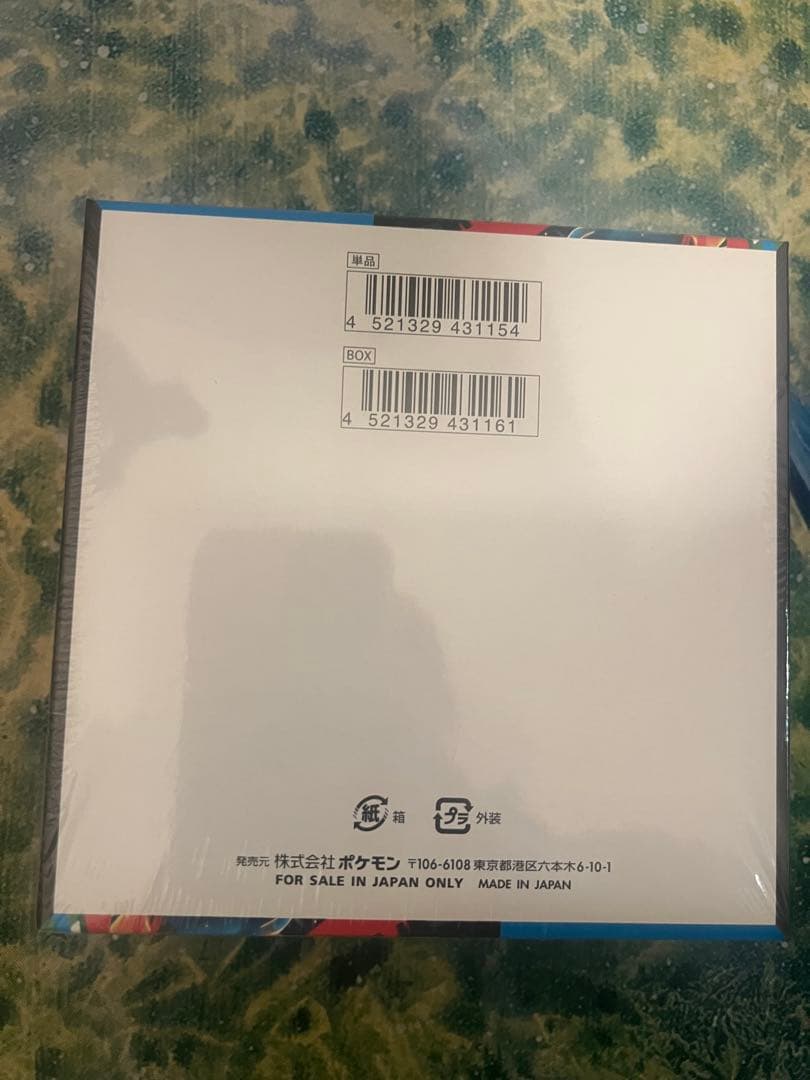 単品
4 521329 431154
BOX
4 521329 431161
紙 箱 プラ 外装
発売元 株式会社 ポケモン 〒106-6108 東京都港区六本木6-10-1
FOR SALE IN JAPAN ONLY MADE IN JAPAN